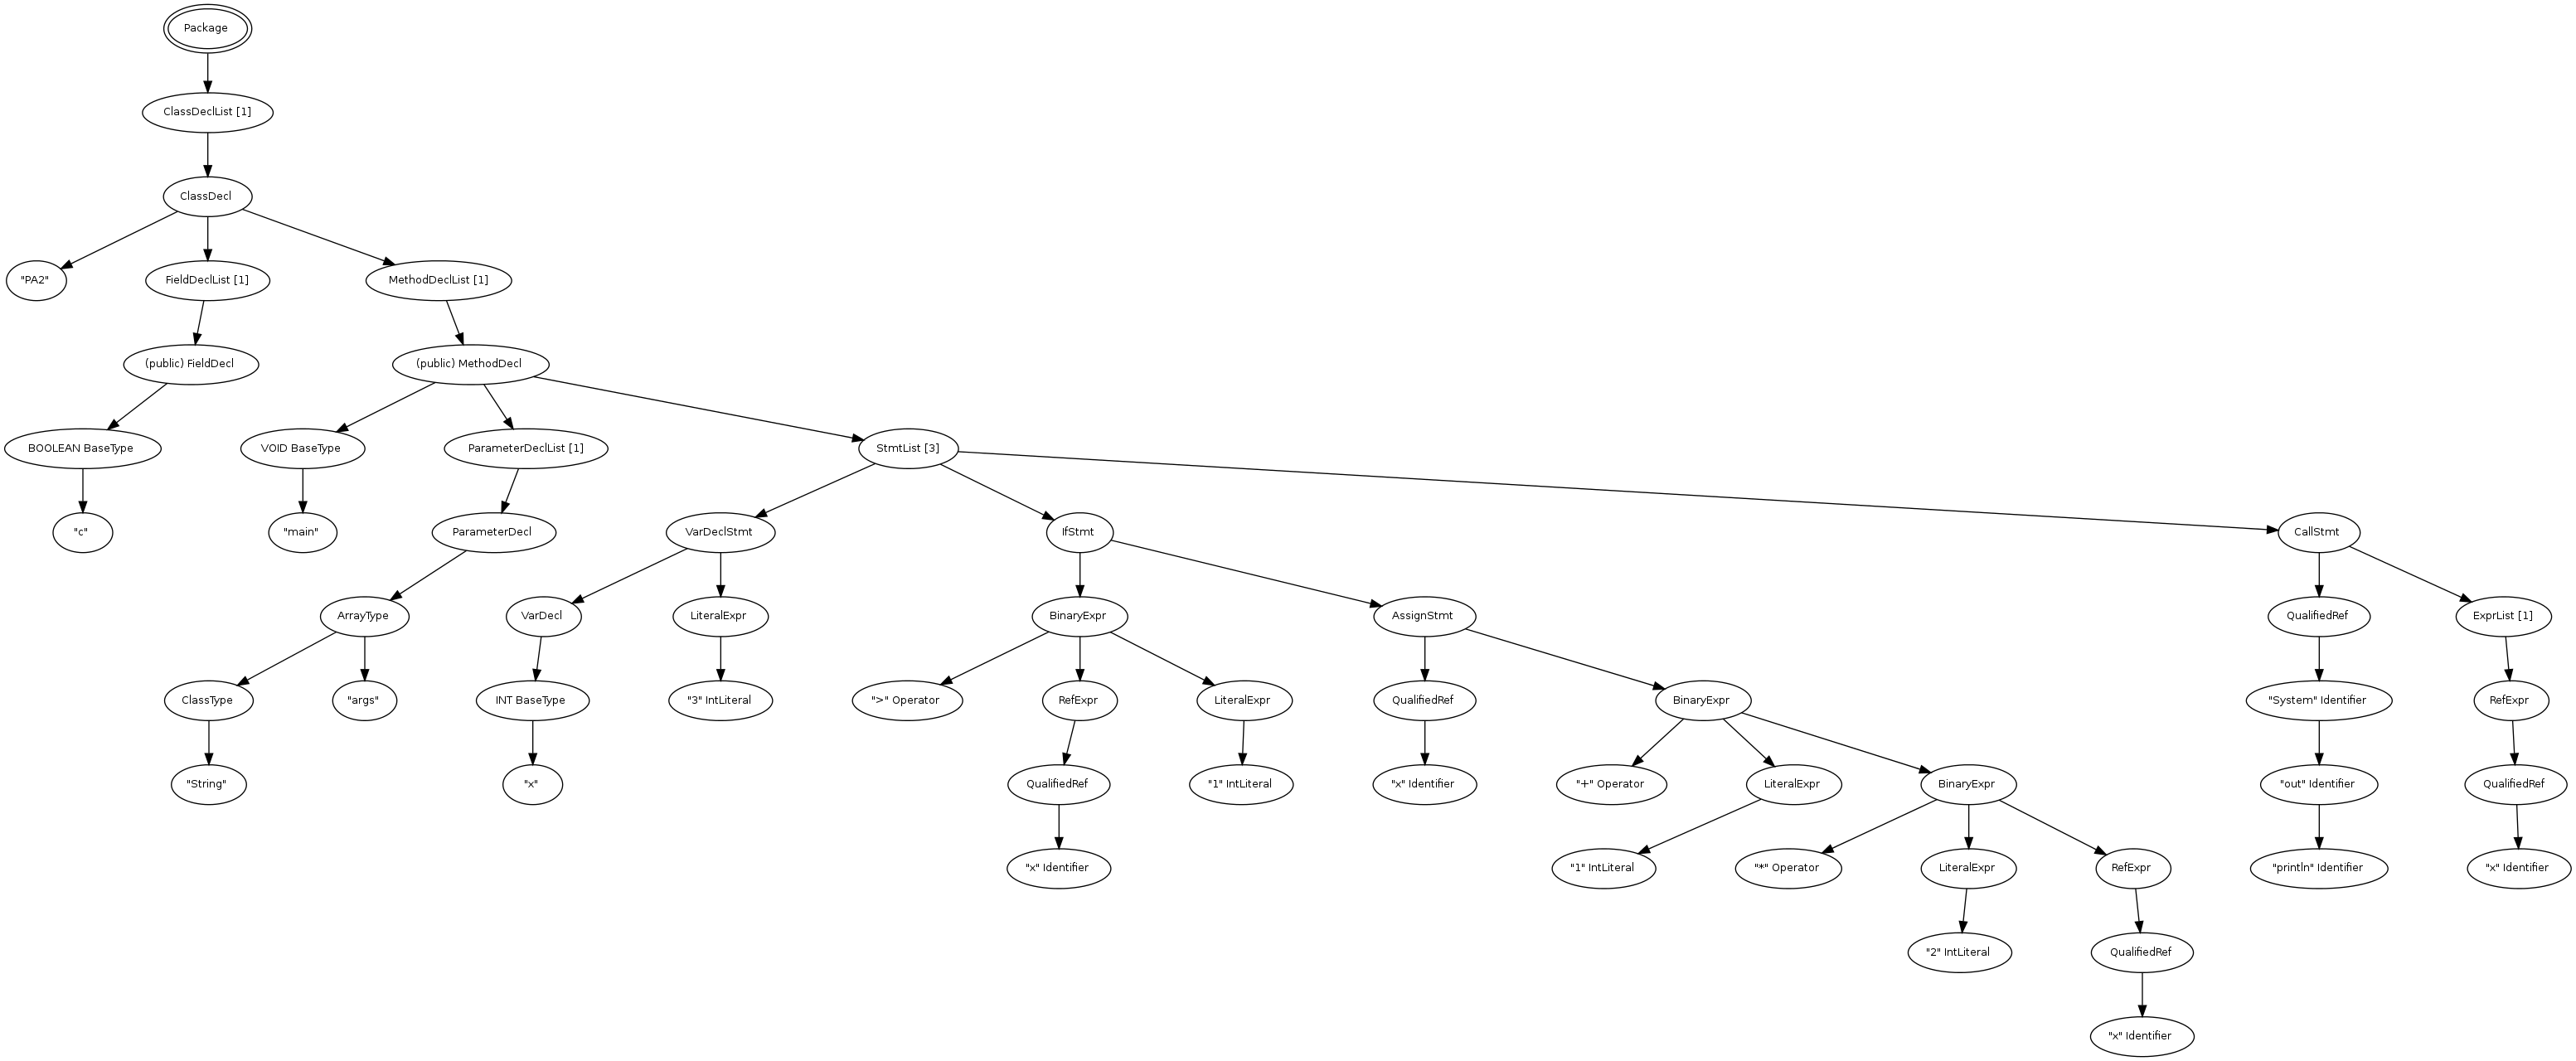 Package
ClassDeclList [1]
ClassDecl
"PA2"
FieldDeclList [1]
MethodDeclList [1]
(public) FieldDecl
(public) MethodDecl
BOOLEAN BaseType
VOID BaseType
ParameterDeclList [1]
StmtList [3]
"c"
"main"
ParameterDecl
VarDeclStmt
IfStmt
CallStmt
ArrayType
VarDecl
LiteralExpr
BinaryExpr
AssignStmt
QualifiedRef
ExprList [1]
ClassType
"args"
INT BaseType
"3" IntLiteral
">" Operator
RefExpr
LiteralExpr
QualifiedRef
BinaryExpr
"System" Identifier
RefExpr
"String"
"x"
QualifiedRef
"1" IntLiteral
"x" Identifier
"+" Operator
LiteralExpr
BinaryExpr
"out" Identifier
QualifiedRef
"x" Identifier
"1" IntLiteral
"*" Operator
LiteralExpr
RefExpr
"println" Identifier
"x" Identifier
"2" IntLiteral
QualifiedRef
"x" Identifier